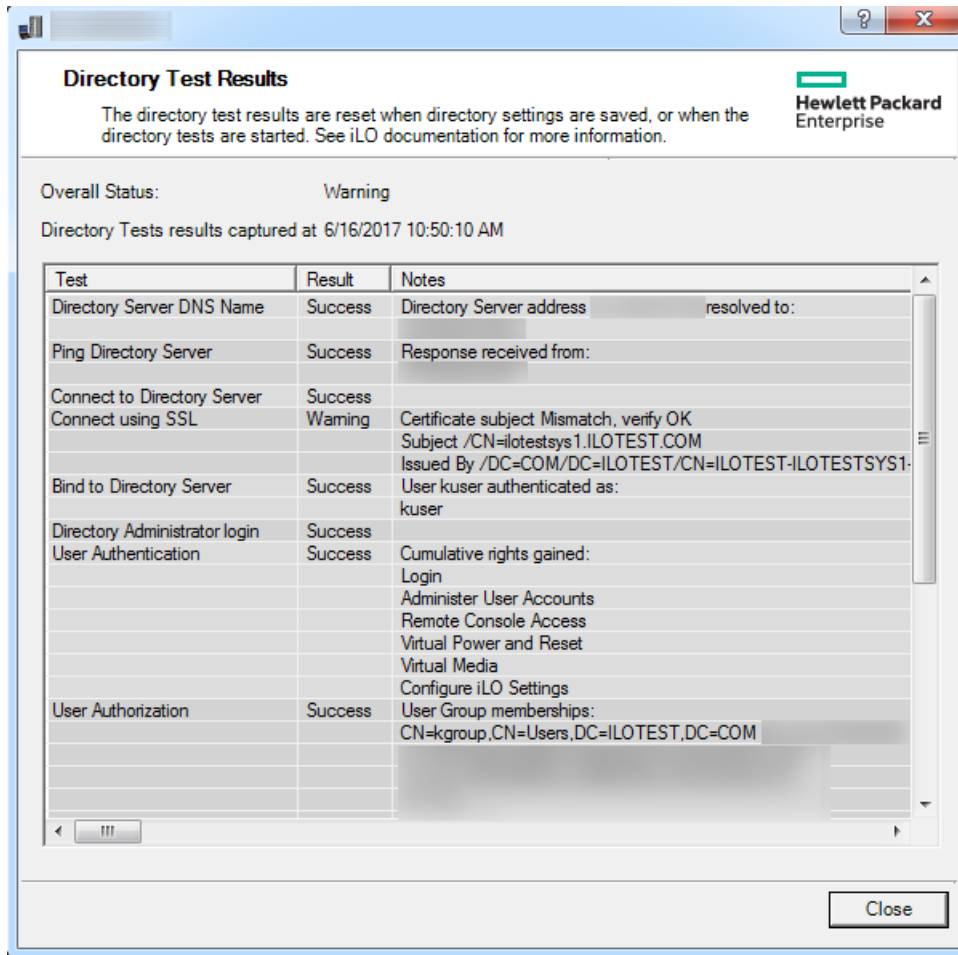 Directory Test Results
The directory test results are reset when directory settings are saved, or when the
directory tests are started. See iLO documentation for more information.
Hewlett Packard
Enterprise
Overall Status: Warning
Directory Tests results captured at 6/16/2017 10:50:10 AM
Test Result Notes
Directory Server DNS Name Success Directory Server address resolved to:
Ping Directory Server Success Response received from:
Connect to Directory Server Success
Connect using SSL Warning Certificate subject Mismatch, verify OK
Subject /CN=ilotestsys1.ILOTEST.COM
Issued By /DC=COM/DC=ILOTEST/CN=ILOTEST-ILOTESTSYS1-
Bind to Directory Server Success User kuser authenticated as:
kuser
Directory Administrator login Success
User Authentication Success Cumulative rights gained:
Login
Administer User Accounts
Remote Console Access
Virtual Power and Reset
Virtual Media
Configure iLO Settings
User Authorization Success User Group memberships:
CN=kgroup,CN=Users,DC=ILOTEST,DC=COM
Close